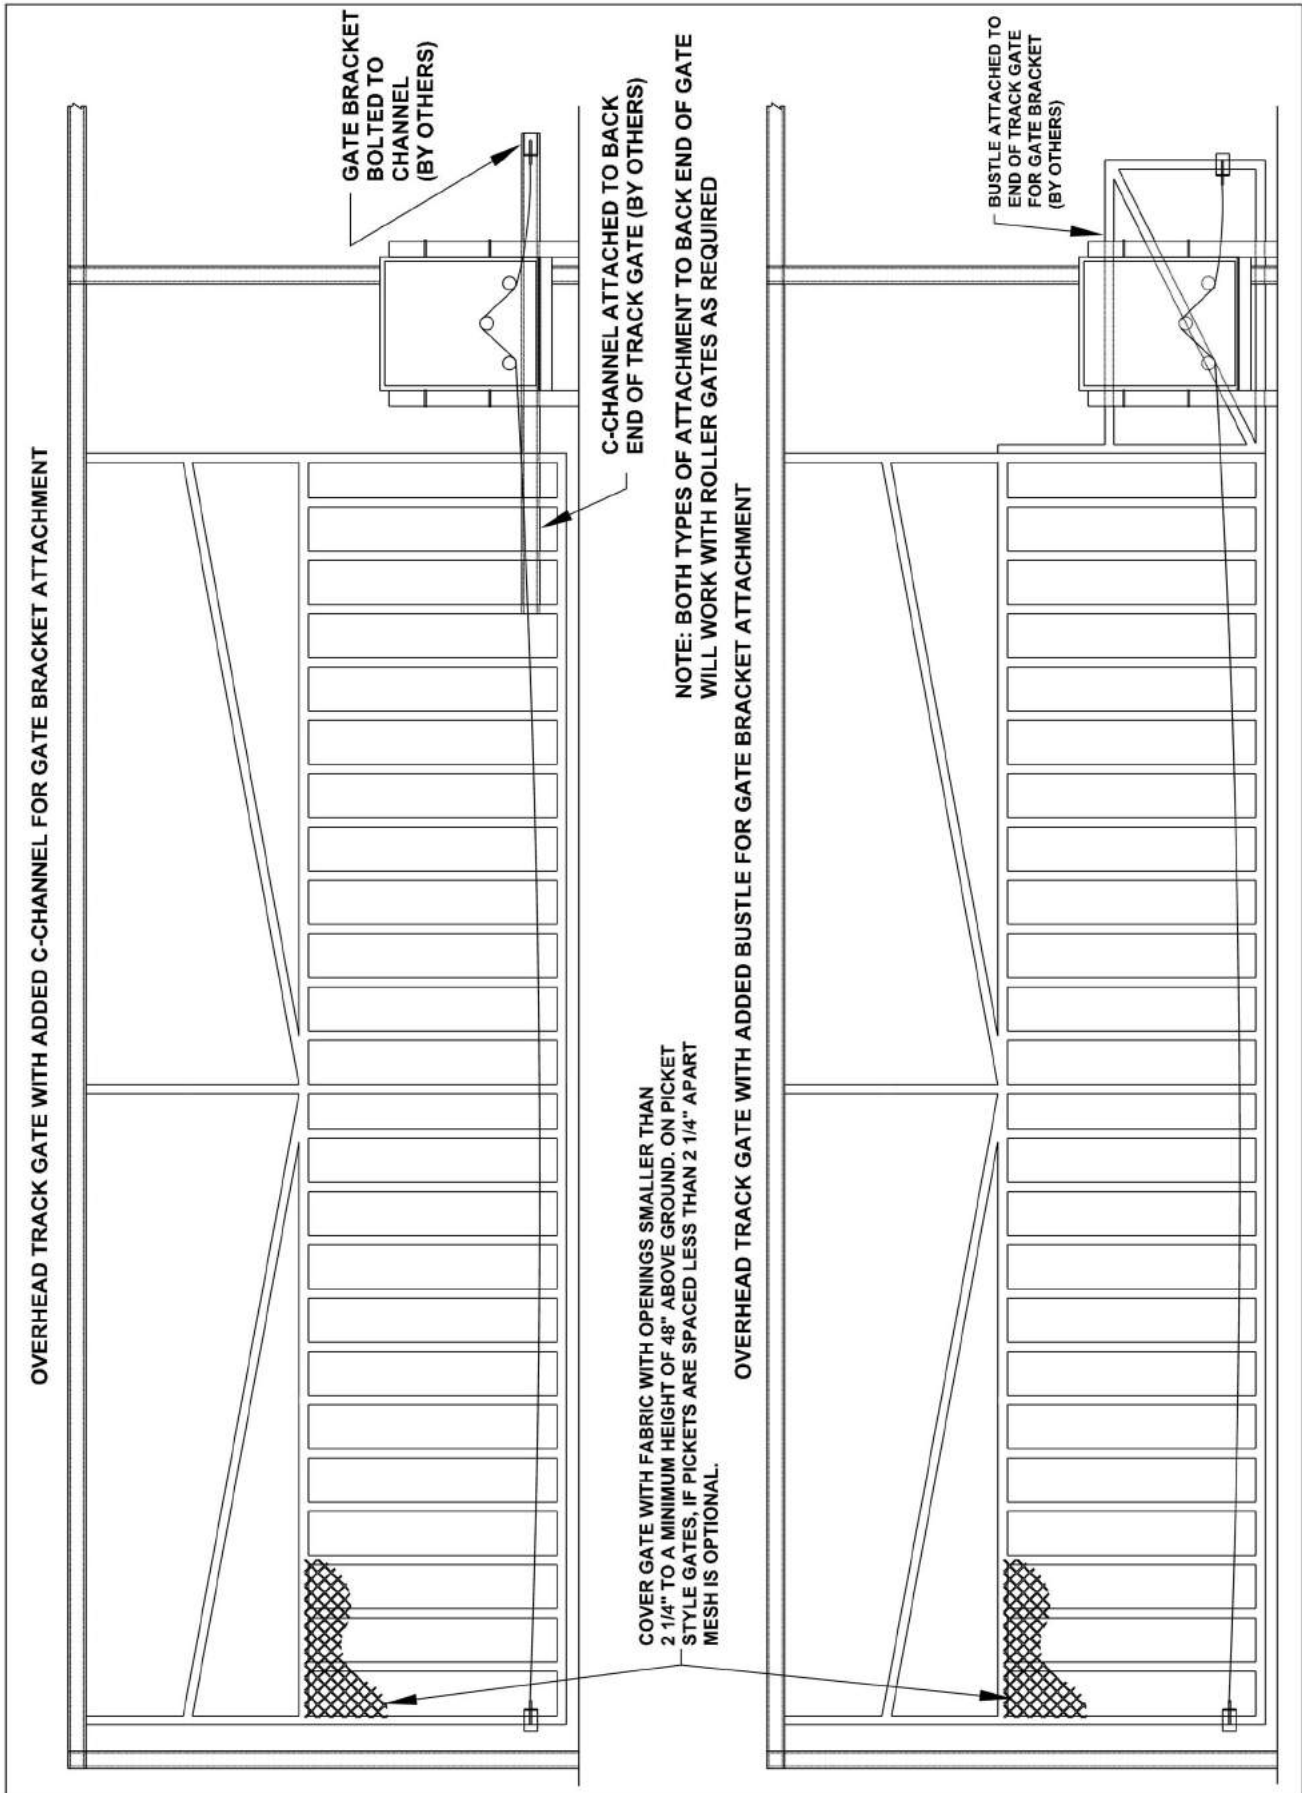 OVERHEAD TRACK GATE WITH ADDED C-CHANNEL FOR GATE BRACKET ATTACHMENT
GATE BRACKET
BOLTED TO
CHANNEL
(BY OTHERS)
C-CHANNEL ATTACHED TO BACK
END OF TRACK GATE (BY OTHERS)
COVER GATE WITH FABRIC WITH OPENINGS SMALLER THAN
2 1/4" TO A MINIMUM HEIGHT OF 48" ABOVE GROUND. ON PICKET
STYLE GATES, IF PICKETS ARE SPACED LESS THAN 2 1/4" APART
MESH IS OPTIONAL.
NOTE: BOTH TYPES OF ATTACHMENT TO BACK END OF GATE
WILL WORK WITH ROLLER GATES AS REQUIRED
OVERHEAD TRACK GATE WITH ADDED BUSTLE FOR GATE BRACKET ATTACHMENT
BUSTLE ATTACHED TO
END OF TRACK GATE
FOR GATE BRACKET
(BY OTHERS)